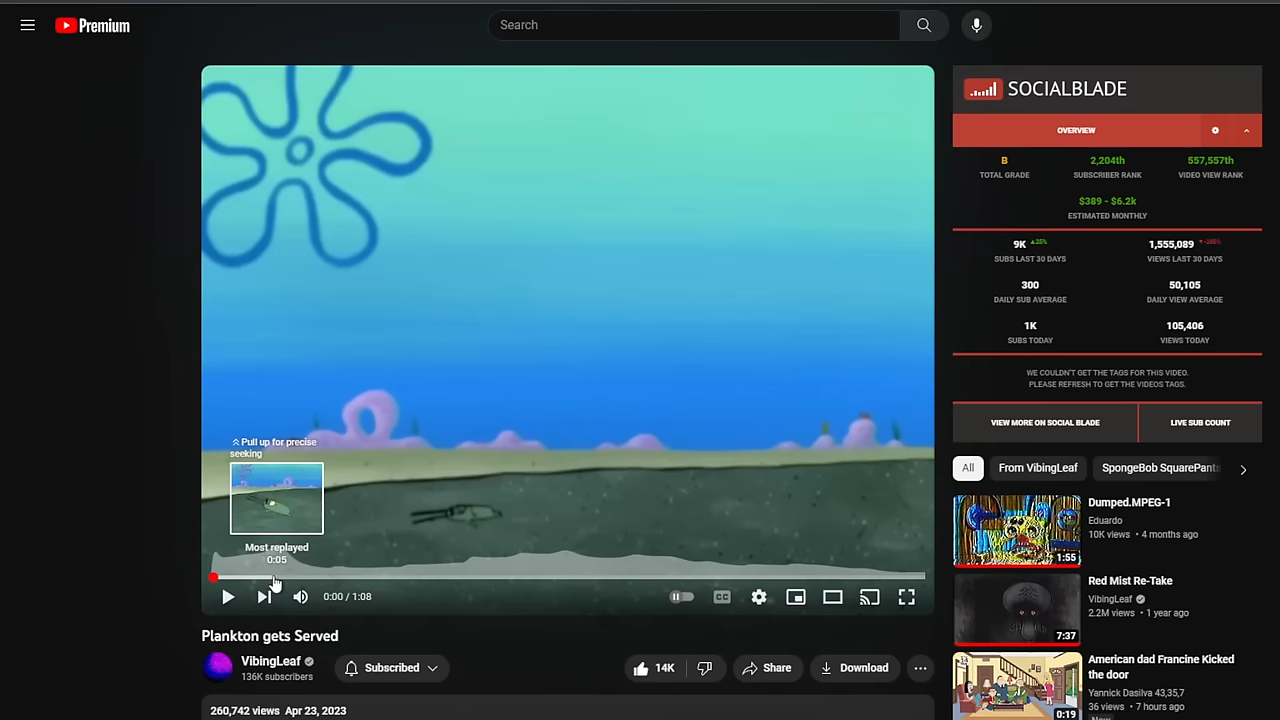 Premium
Search
SOCIALBLADE
OVERVIEW
B
TOTAL GRADE
2,204th
SUBSCRIBER RANK
557,557th
VIDEO VIEW RANK
$389 - $6.2k
ESTIMATED MONTHLY
9K
SUBS LAST 30 DAYS
1,555,089
VIEWS LAST 30 DAYS
300
DAILY SUB AVERAGE
50,105
DAILY VIEW AVERAGE
1K
SUBS TODAY
105,406
VIEWS TODAY
WE COULDN'T GET THE TAGS FOR THIS VIDEO.
PLEASE REFRESH TO GET THE VIDEOS TAGS.
VIEW MORE ON SOCIAL BLADE
LIVE SUB COUNT
Pull up for precise
seeking
Most replayed
0:05
0:00 / 1:08
CC
Plankton gets Served
VibingLeaf
136K subscribers
Subscribed
14K
Share
Download
260,742 views Apr 23, 2023
All
From VibingLeaf
SpongeBob SquarePants
Dumped.MPEG-1
Eduardo
10K views • 4 months ago
1:55
Red Mist Re-Take
VibingLeaf
2.2M views • 1 year ago
7:37
American dad Francine Kicked
the door
Yannick Dasilva 43,35,7
36 views • 7 hours ago
0:19